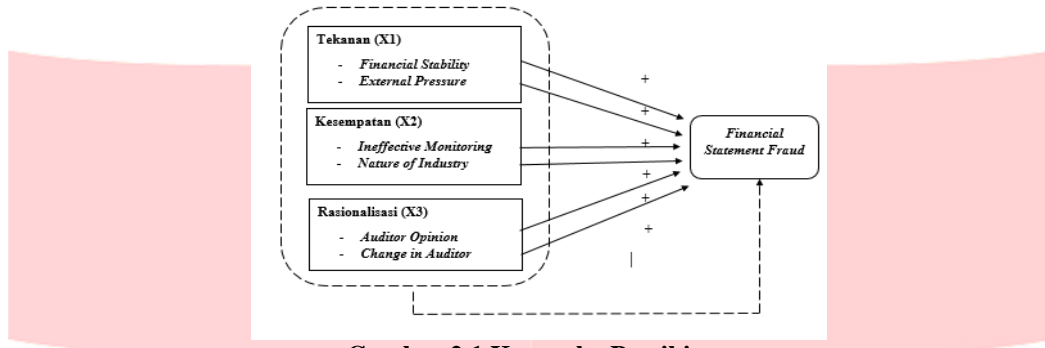 Tekanan (X1)
- Financial Stability
- External Pressure
Kesempatan (X2)
- Ineffective Monitoring
- Nature of Industry
Rasionalisasi (X3)
- Auditor Opinion
- Change in Auditor
+
+
+
+
+
+
Financial
Statement Fraud